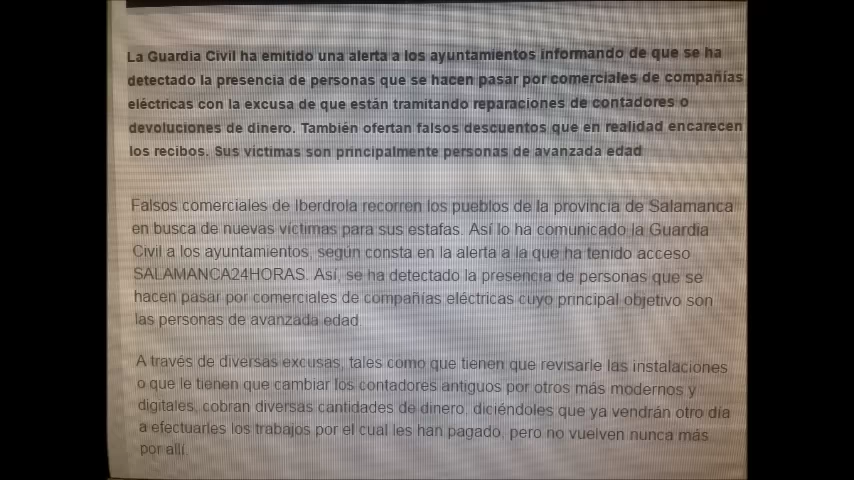 La Guardia Civil ha emitido una alerta a los ayuntamientos informando de que se ha
detectado la presencia de personas que se hacen pasar por comerciales de compañías
eléctricas con la excusa de que están tramitando reparaciones de contadores o
devoluciones de dinero. También ofertan falsos descuentos que en realidad encarecen
los recibos. Sus víctimas son principalmente personas de avanzada edad
Falsos comerciales de Iberdrola recorren los pueblos de la provincia de Salamanca
en busca de nuevas víctimas para sus estafas. Así lo ha comunicado la Guardia
Civil a los ayuntamientos, según consta en la alerta a la que ha tenido acceso
SALAMANCA24HORAS. Así, se ha detectado la presencia de personas que se
hacen pasar por comerciales de compañías eléctricas cuyo principal objetivo son
las personas de avanzada edad.
A través de diversas excusas, tales como que tienen que revisarle las instalaciones
o que le tienen que cambiar los contadores antiguos por otros más modernos y
digitales, cobran diversas cantidades de dinero, diciéndoles que ya vendrán otro día
a efectuarles los trabajos por el cual les han pagado, pero no vuelven nunca más
por allí.